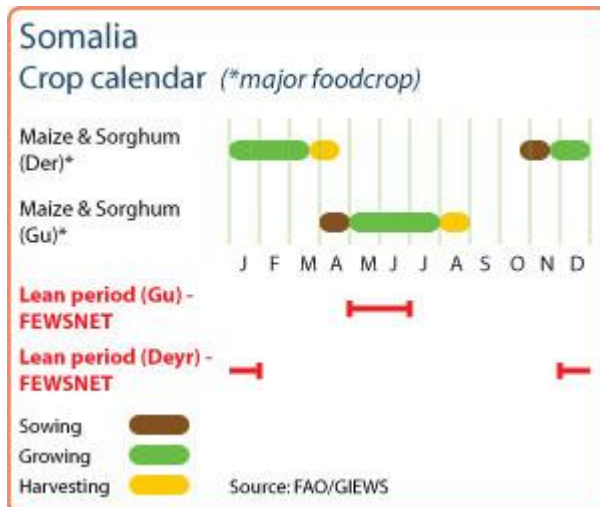 Somalia
Crop calendar (*major foodcrop)
Maize & Sorghum
(Der)*
Maize & Sorghum
(Gu)*
J F M A M J J A S O N D
Lean period (Gu) -
FEWSNET
Lean period (Deyr) -
FEWSNET
Sowing
Growing
Harvesting
Source: FAO/GIEWS